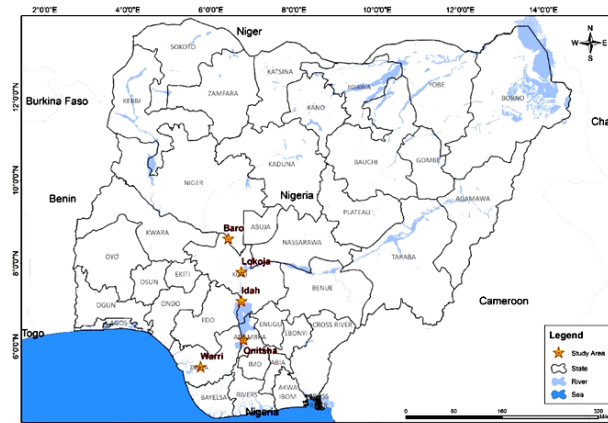 2°0'0"E 4°0'0"E 6°0'0"E 8°0'0"E 10°0'0"E 12°0'0"E 14°0'0"E
Niger
N
W E
S
SOKOTO
KATSINA
JIGAWA
YOBE
BORNO
Burkina Faso
KEBBI
ZAMFARA
KANO
12°0'0"N
Cha
KADUNA
BAUCHI
GOMBE
NIGER
10°0'0"N
Benin
Nigeria
ADAMAWA
PLATEAU
Baro
ABUJA
KWARA
NASSARAWA
TARABA
OYO
Lokoja
KOGI
8°0'0"N
OSUN
EKITI
Idah
BENUE
Cameroon
OGUN
ONDO
EDO
ENUGU
EBONYI
CROSS RIVER
LAGOS
Togo
ANAMBRA
6°0'0"N
Onitsha
Warri
DELTA
IMO
ABIA
AKWA
IBOM
BAYELSA
RIVERS
Nigeria
Legend
Study Area
State
River
Sea
0 80 160 320